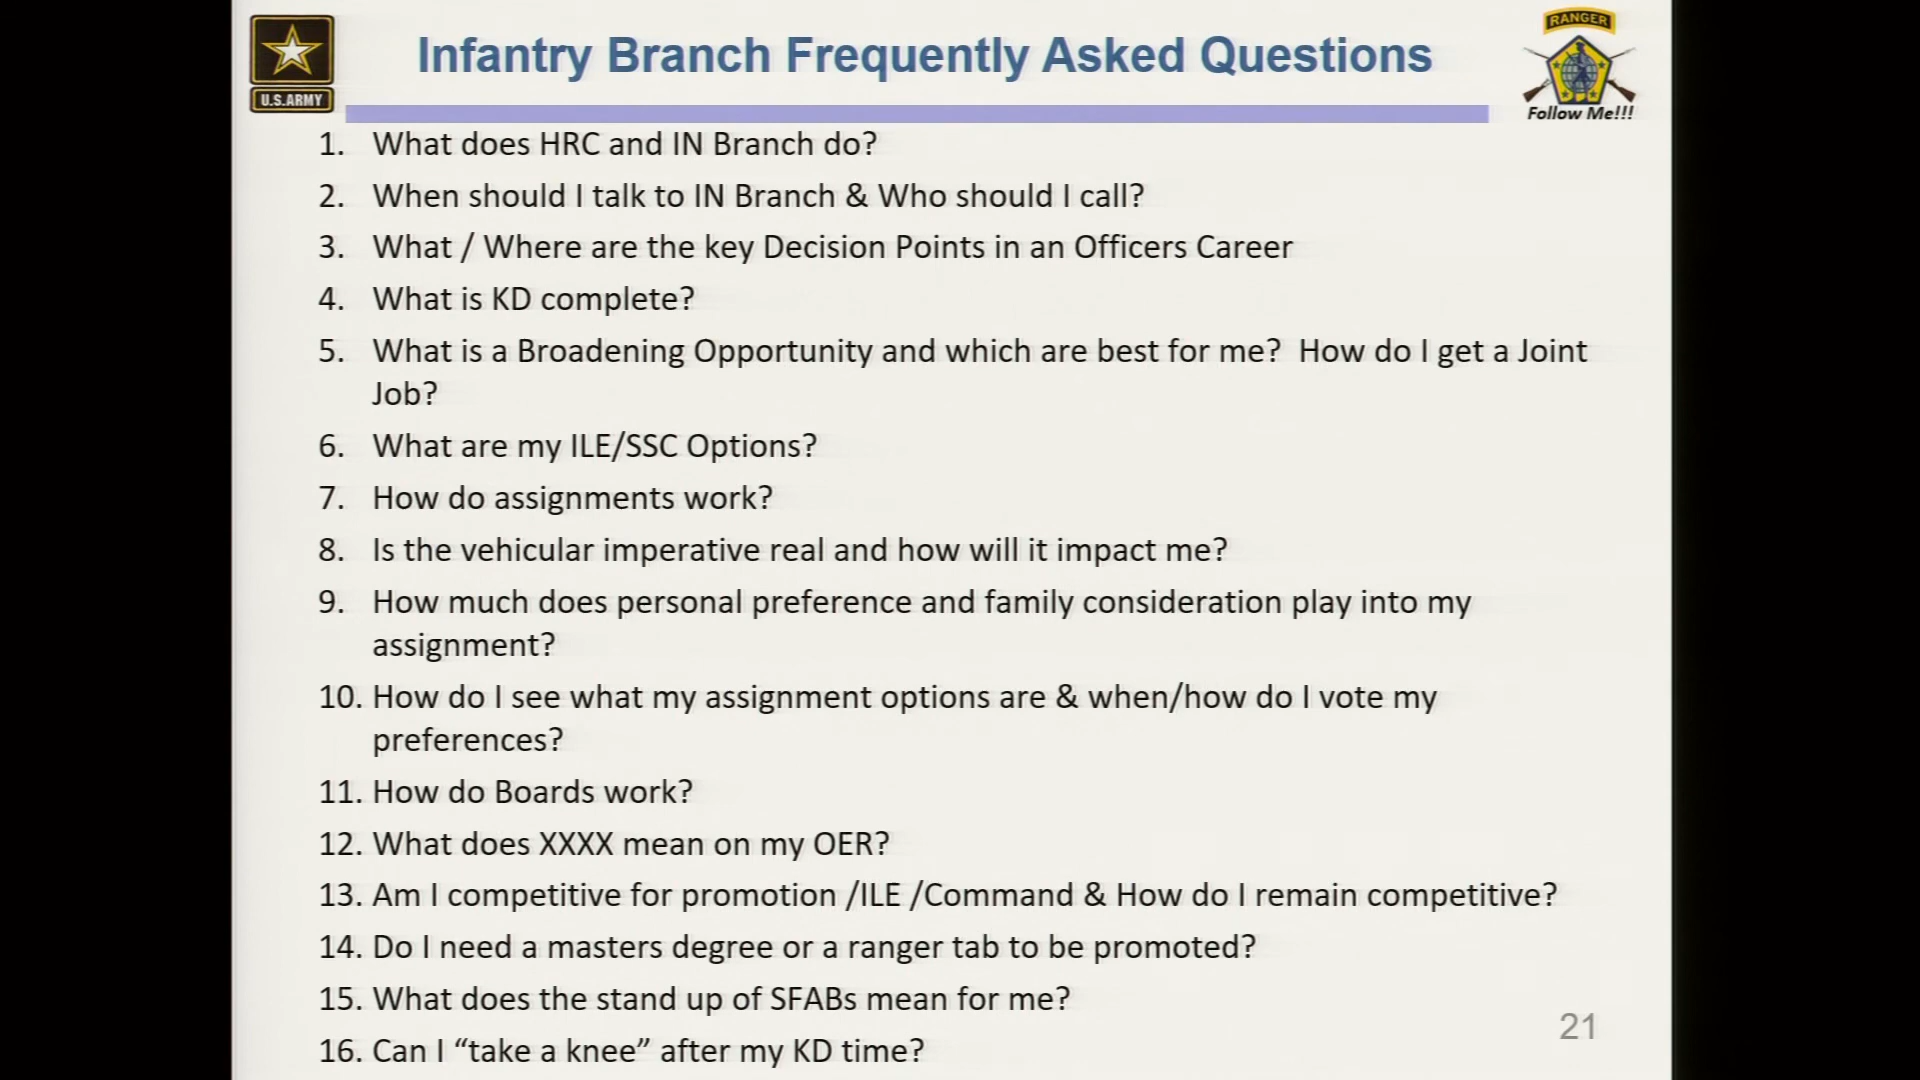 U.S.ARMY
Infantry Branch Frequently Asked Questions
RANGER
Follow Me!!!
1. What does HRC and IN Branch do?
2. When should I talk to IN Branch & Who should I call?
3. What / Where are the key Decision Points in an Officers Career
4. What is KD complete?
5. What is a Broadening Opportunity and which are best for me? How do I get a Joint
Job?
6. What are my ILE/SSC Options?
7. How do assignments work?
8. Is the vehicular imperative real and how will it impact me?
9. How much does personal preference and family consideration play into my
assignment?
10. How do I see what my assignment options are & when/how do I vote my
preferences?
11. How do Boards work?
12. What does XXXX mean on my OER?
13. Am I competitive for promotion /ILE /Command & How do I remain competitive?
14. Do I need a masters degree or a ranger tab to be promoted?
15. What does the stand up of SFABs mean for me?
16. Can I “take a knee” after my KD time?
21